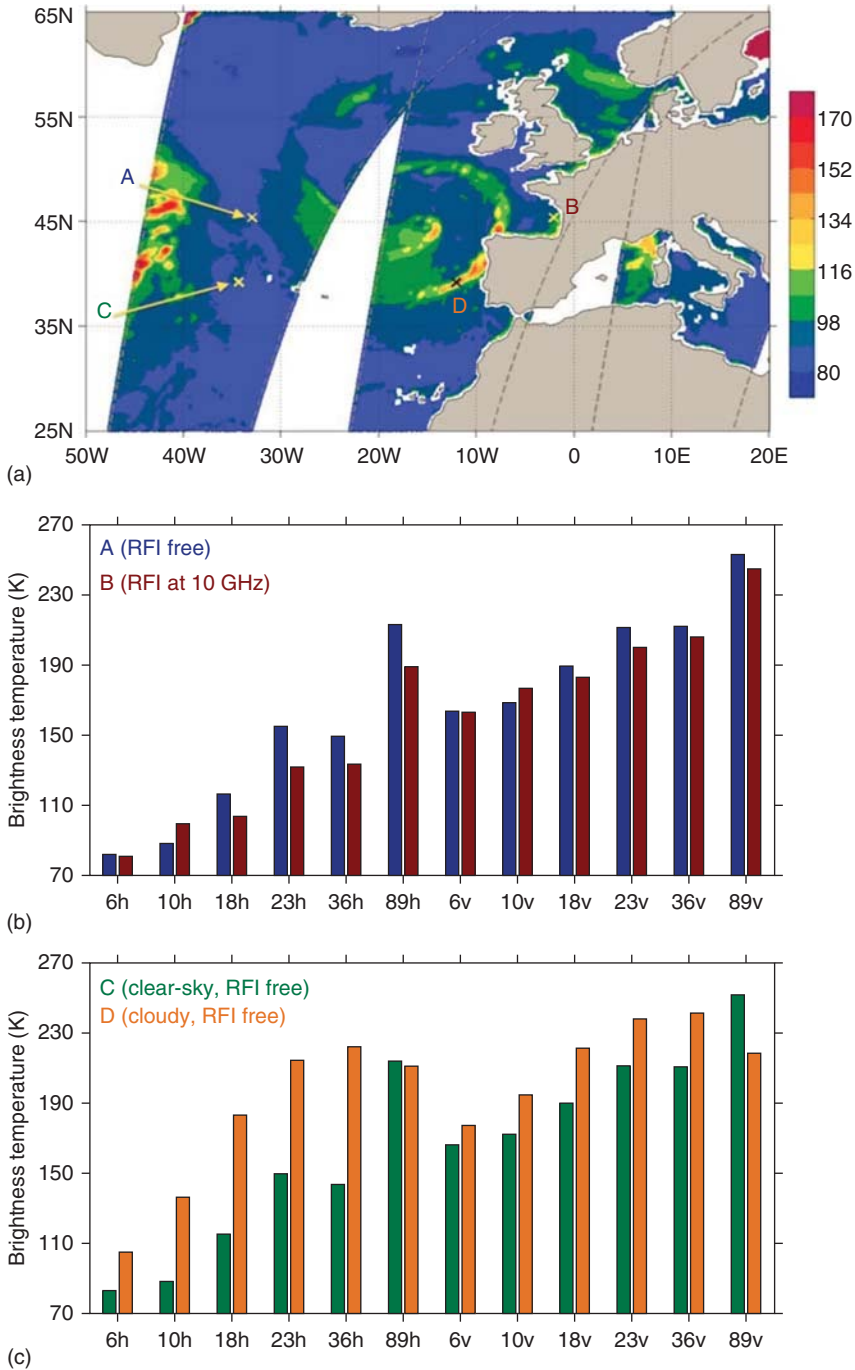 65N
55N
45N
35N
25N
A
B
C
D
50W 40W 30W 20W 10W 0 10E 20E
170
152
134
116
98
80
(a)
Brightness temperature (K)
270
230
190
150
110
70
A (RFI free)
B (RFI at 10 GHz)
6h 10h 18h 23h 36h 89h 6v 10v 18v 23v 36v 89v
(b)
Brightness temperature (K)
270
230
190
150
110
70
C (clear-sky, RFI free)
D (cloudy, RFI free)
6h 10h 18h 23h 36h 89h 6v 10v 18v 23v 36v 89v
(c)